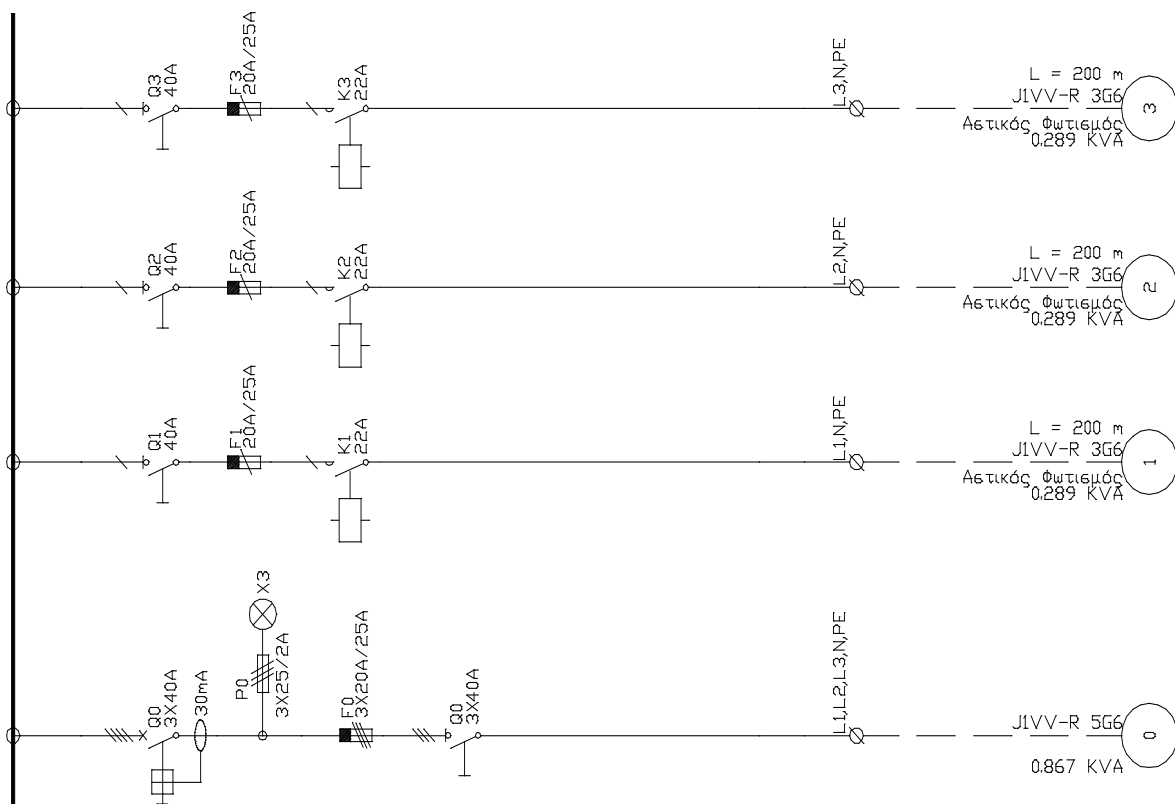 Q3
40A
F3
20A/25A
K3
22A
L3,N,PE
L = 200 m
J1VV-R 3G6
Αστικός Φωτισμός
0.289 KVA
3
Q2
40A
F2
20A/25A
K2
22A
L2,N,PE
L = 200 m
J1VV-R 3G6
Αστικός Φωτισμός
0.289 KVA
2
Q1
40A
F1
20A/25A
K1
22A
L1,N,PE
L = 200 m
J1VV-R 3G6
Αστικός Φωτισμός
0.289 KVA
1
Q0
3X40A
30mA
P0
3X25/2A
X3
F0
3X20A/25A
Q0
3X40A
L1,L2,L3,N,PE
J1VV-R 5G6
0.867 KVA
0